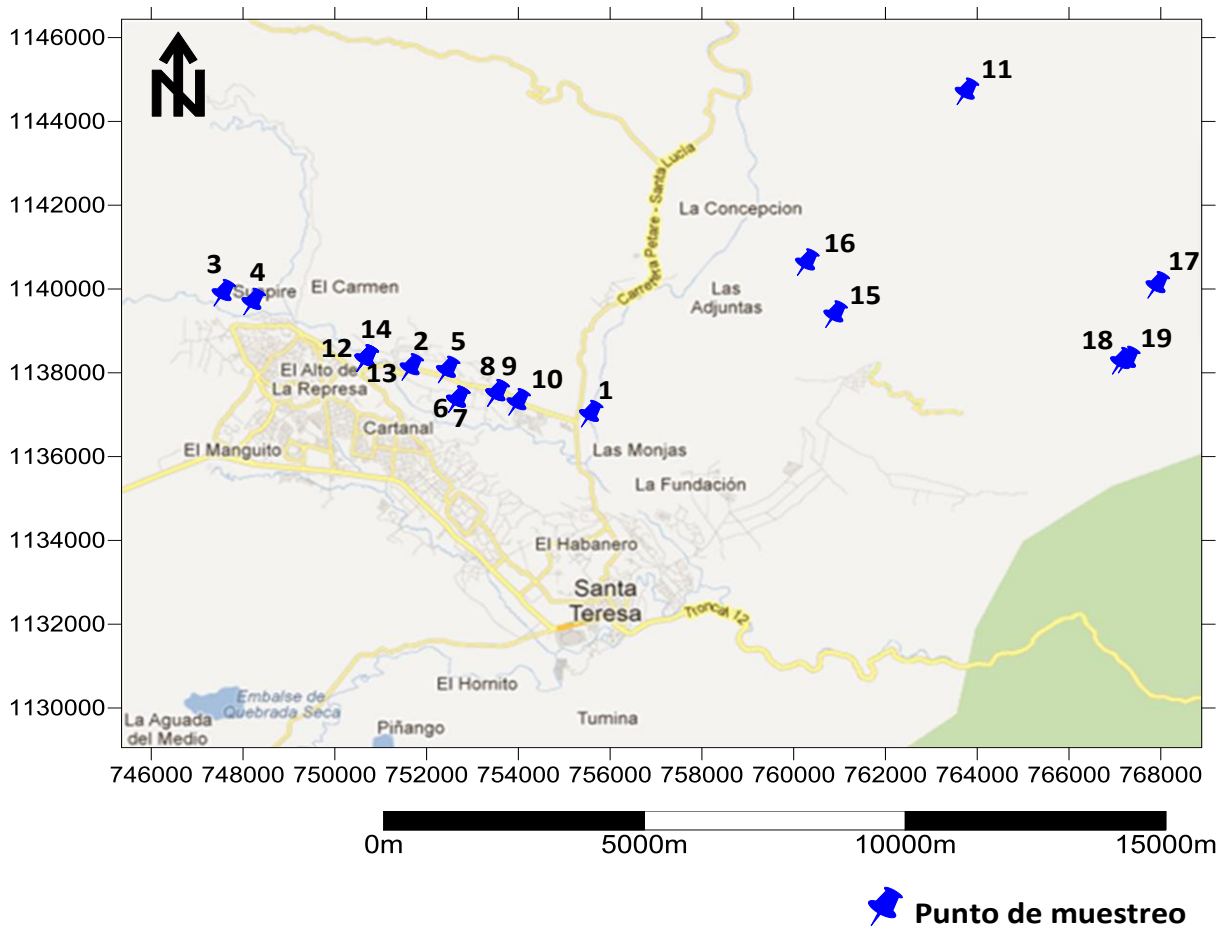 1146000
1144000
1142000
1140000
1138000
1136000
1134000
1132000
1130000
N
11
Carretera Petare - Santa Lucía
La Concepcion
16
17
3
4
Suspire
El Carmen
Las
Adjuntas
15
18
19
12
14
13
2
5
8
9
10
1
6
7
El Alto de
La Represa
Cartanal
El Manguito
Las Monjas
La Fundación
El Habanero
Santa
Teresa
Troncal 12
El Hornito
Embalse de
Quebrada Seca
La Aguada
del Medio
Piñango
Tumina
746000 748000 750000 752000 754000 756000 758000 760000 762000 764000 766000 768000
0m 5000m 10000m 15000m
Punto de muestreo